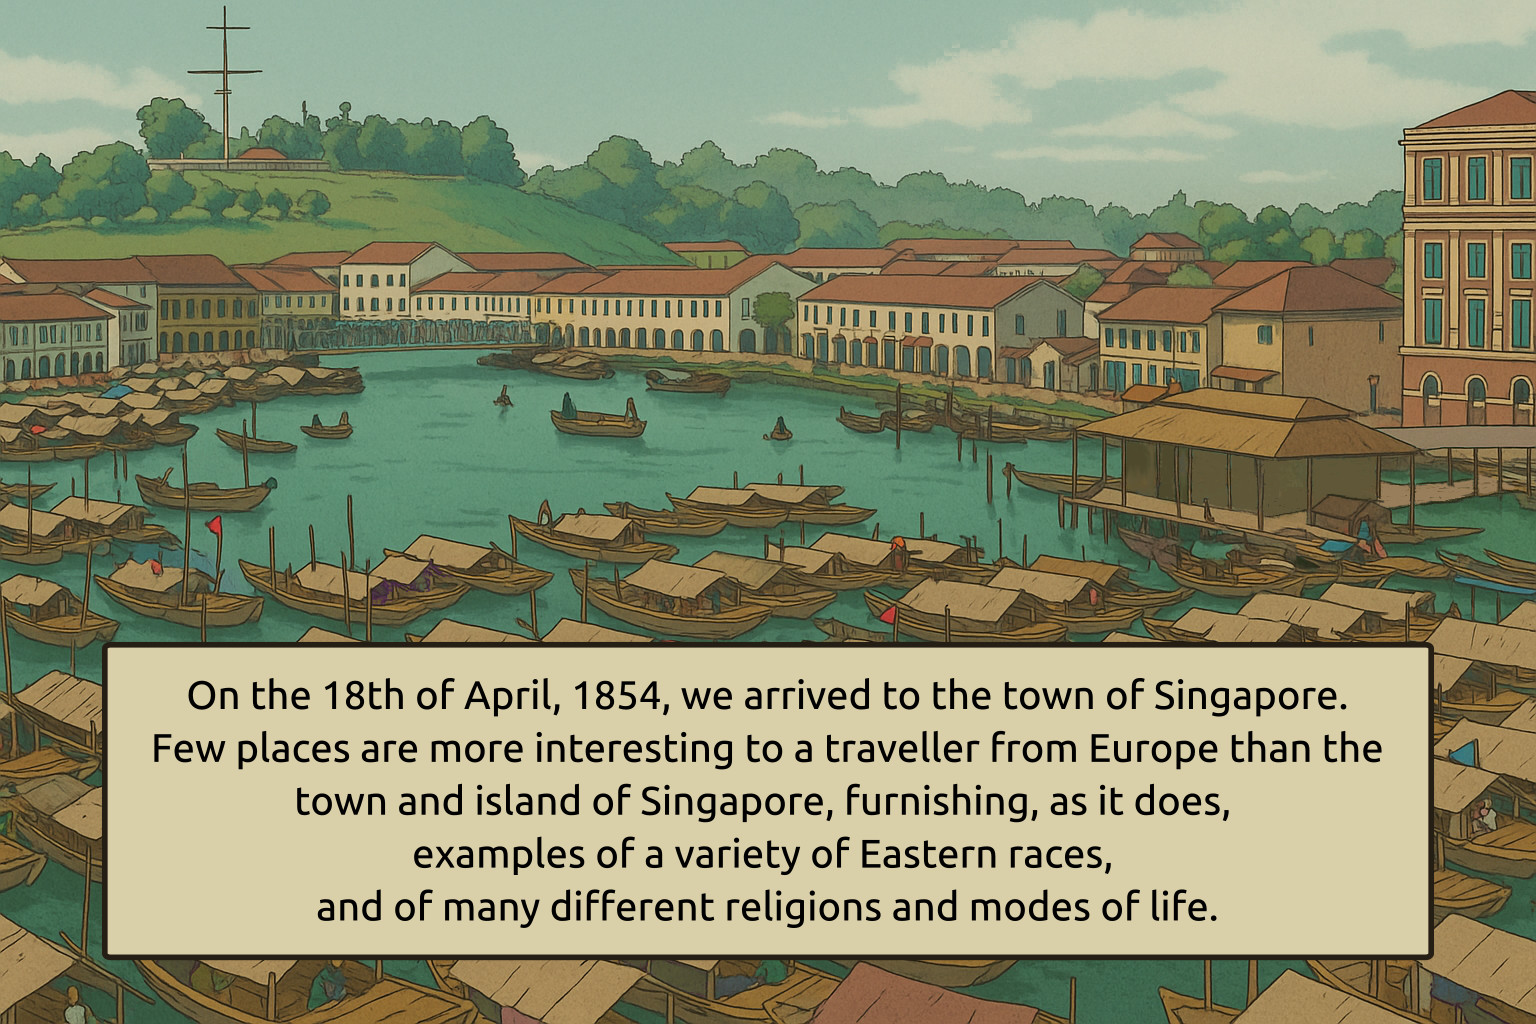 On the 18th of April, 1854, we arrived to the town of Singapore.
Few places are more interesting to a traveller from Europe than the
town and island of Singapore, furnishing, as it does,
examples of a variety of Eastern races,
and of many different religions and modes of life.